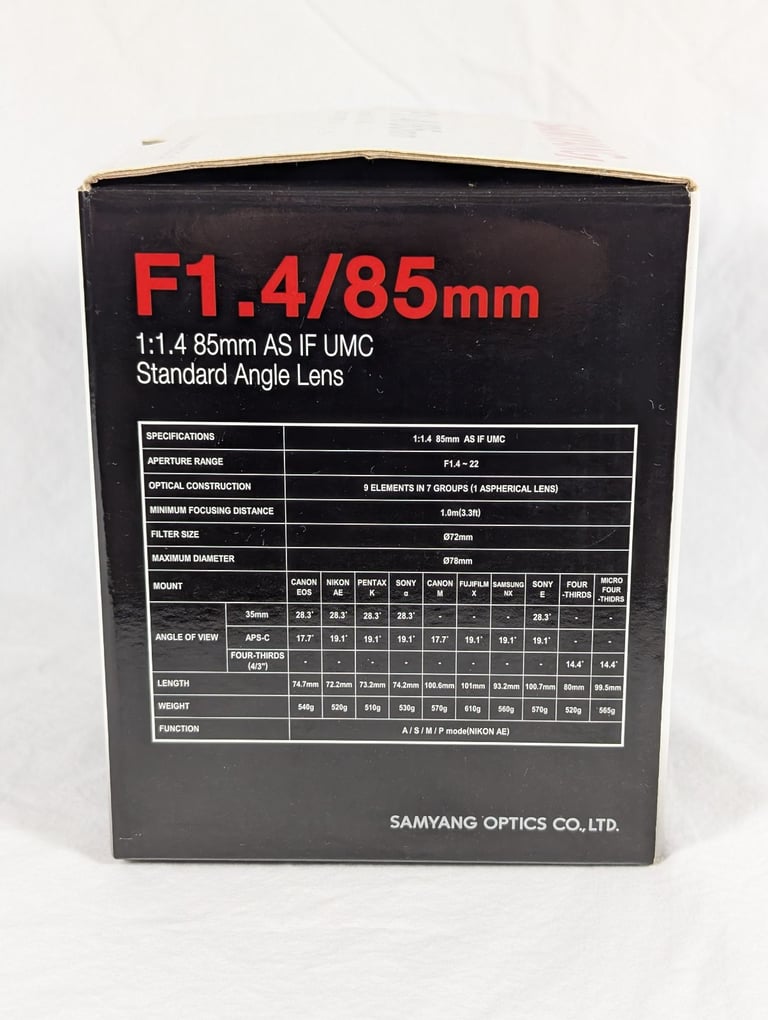 F1.4/85mm
1:1.4 85mm AS IF UMC
Standard Angle Lens
SPECIFICATIONS 1:1.4 85mm AS IF UMC
APERTURE RANGE F1.4 ~ 22
OPTICAL CONSTRUCTION 9 ELEMENTS IN 7 GROUPS (1 ASPHERICAL LENS)
MINIMUM FOCUSING DISTANCE 1.0m(3.3ft)
FILTER SIZE Ø72mm
MAXIMUM DIAMETER Ø78mm
MOUNT CANON EOS NIKON AE PENTAX K SONY α CANON M FUJIFILM X SAMSUNG NX SONY E FOUR -THIRDS MICRO FOUR -THIDRS
ANGLE OF VIEW 35mm 28.3˚ 28.3˚ 28.3˚ 28.3˚ - - - 28.3˚ - -
APS-C 17.7˚ 19.1˚ 19.1˚ 19.1˚ 17.7˚ 19.1˚ 19.1˚ 19.1˚ - -
FOUR-THIRDS (4/3") - - - - - - - - 14.4˚ 14.4˚
LENGTH 74.7mm 72.2mm 73.2mm 74.2mm 100.6mm 101mm 93.2mm 100.7mm 80mm 99.5mm
WEIGHT 540g 520g 510g 530g 570g 610g 560g 570g 520g 565g
FUNCTION A / S / M / P mode(NIKON AE)
SAMYANG OPTICS CO., LTD.